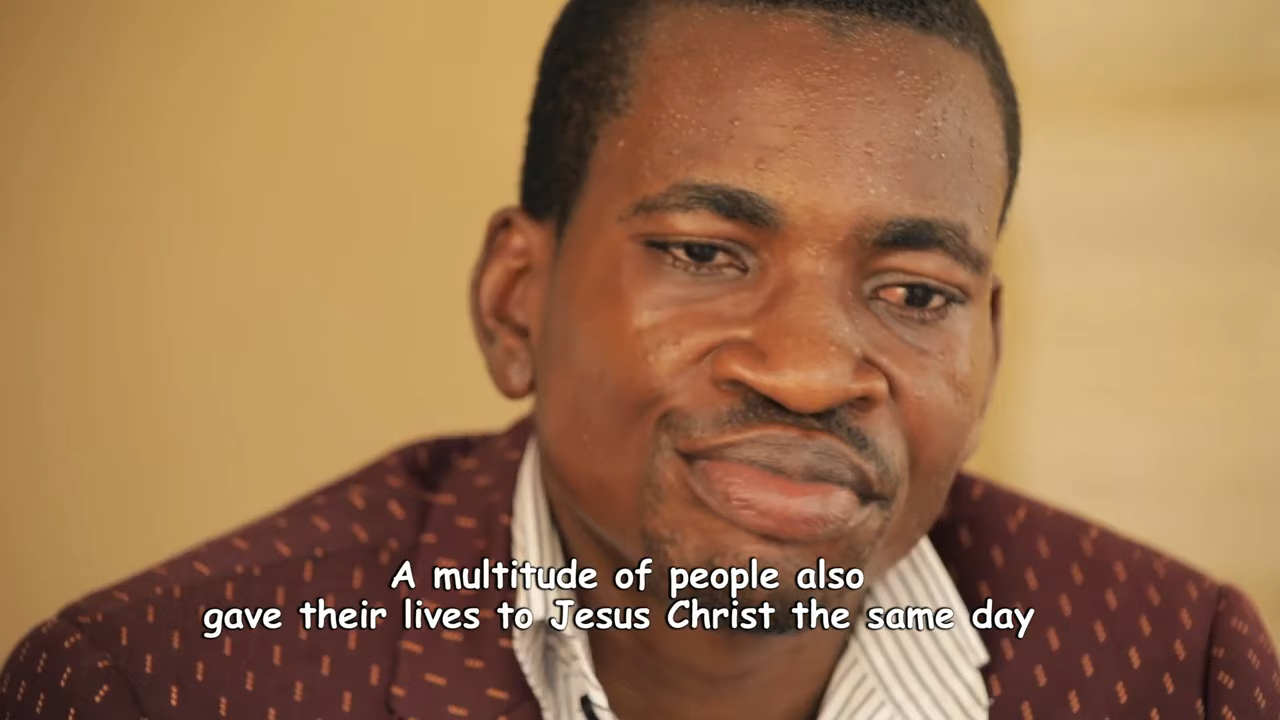 A multitude of people also
gave their lives to Jesus Christ the same day